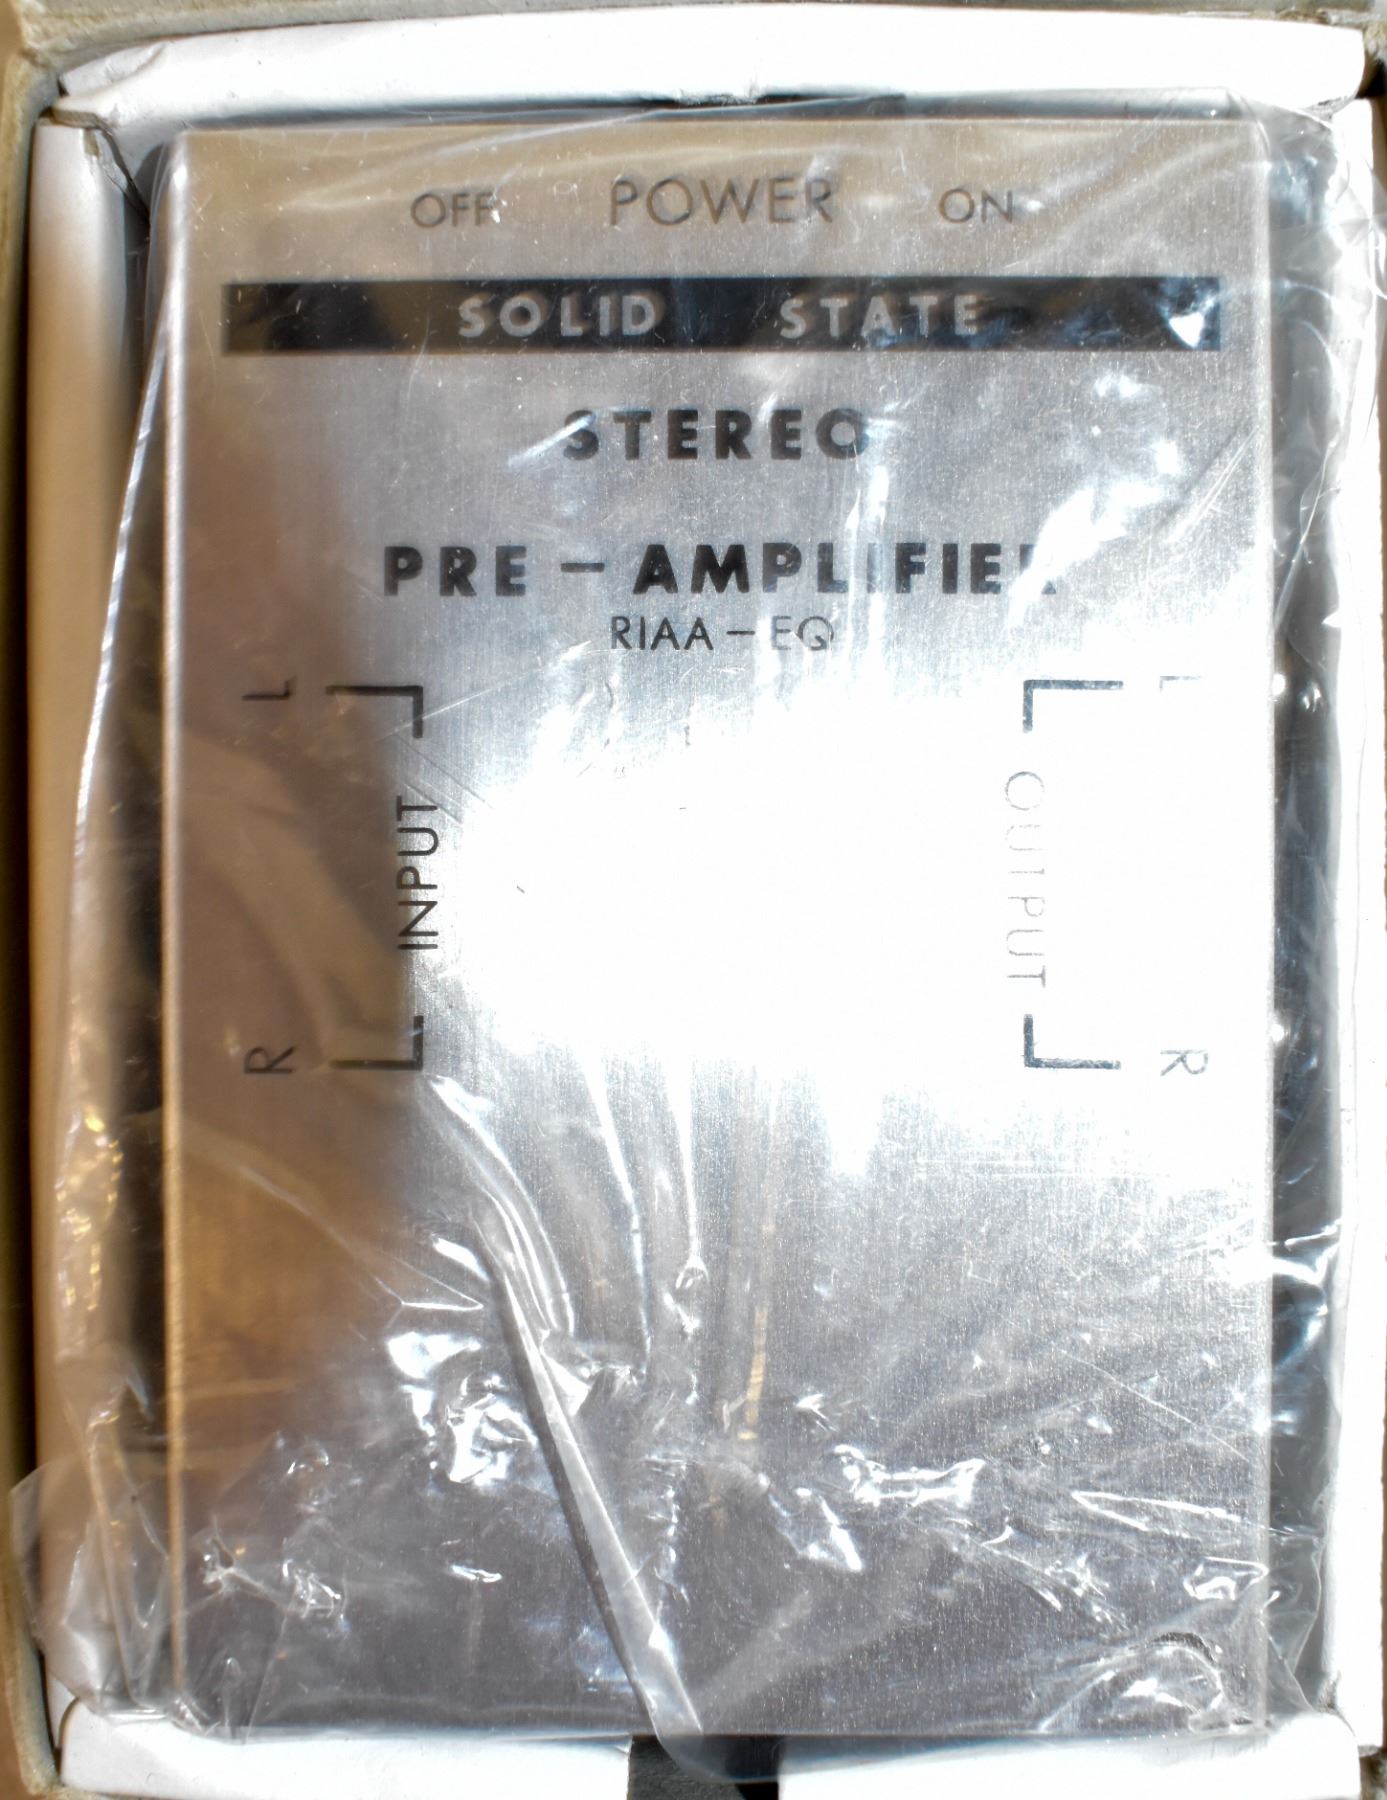 OFF POWER ON
SOLID STATE
STEREO
PRE-AMPLIFIER
RIAA-EQ
L
INPUT
R
L
OUTPUT
R